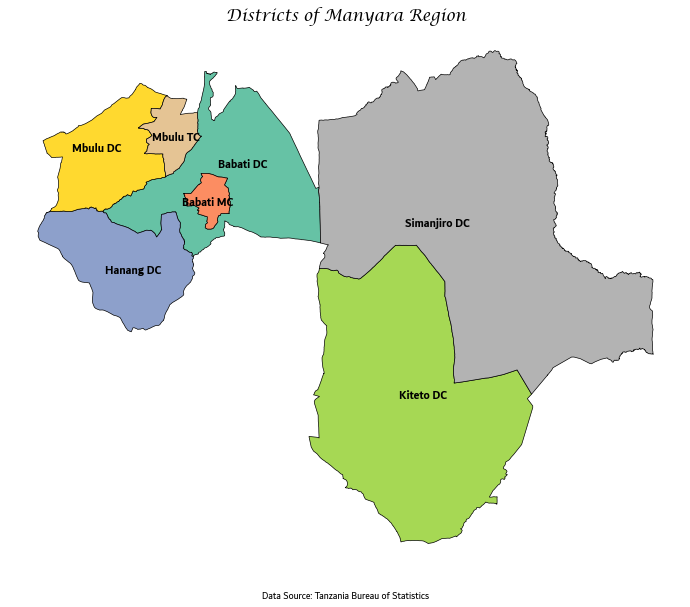 Districts of Manyara Region
Mbulu DC
Mbulu TC
Babati DC
Babati MC
Simanjiro DC
Hanang DC
Kiteto DC
Data Source: Tanzania Bureau of Statistics